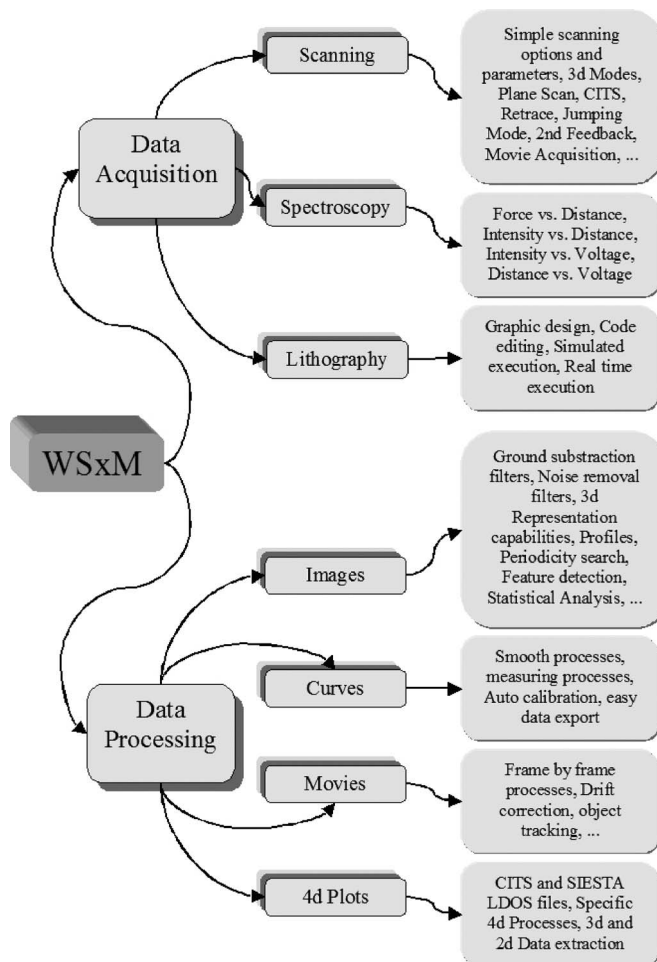 Scanning
Simple scanning
options and
parameters, 3d Modes,
Plane Scan, CITS,
Retrace, Jumping
Mode, 2nd Feedback,
Movie Acquisition, ...
Data
Acquisition
Spectroscopy
Force vs. Distance,
Intensity vs. Distance,
Intensity vs. Voltage,
Distance vs. Voltage
Lithography
Graphic design, Code
editing, Simulated
execution, Real time
execution
WSxM
Images
Ground substraction
filters, Noise removal
filters, 3d
Representation
capabilities, Profiles,
Periodicity search,
Feature detection,
Statistical Analysis, ...
Curves
Smooth processes,
measuring processes,
Auto calibration, easy
data export
Data
Processing
Movies
Frame by frame
processes, Drift
correction, object
tracking, ...
4d Plots
CITS and SIESTA
LDOS files, Specific
4d Processes, 3d and
2d Data extraction